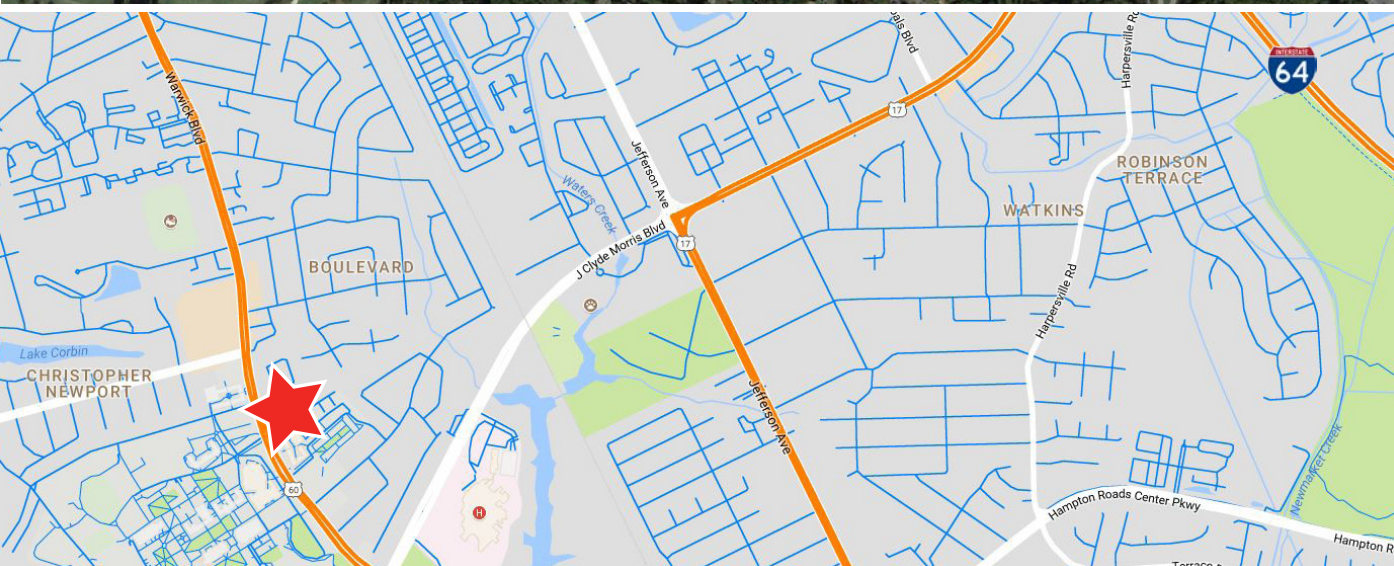 Warwick Blvd
Jefferson Ave
Harpersville Rd
INTERSTATE
64
17
ROBINSON
TERRACE
Waters Creek
WATKINS
J Clyde Morris Blvd
17
BOULEVARD
Harpersville Rd
Lake Corbin
CHRISTOPHER
NEWPORT
Jefferson Ave
60
H
Newmarket Creek
Hampton Roads Center Pkwy
Hampton R